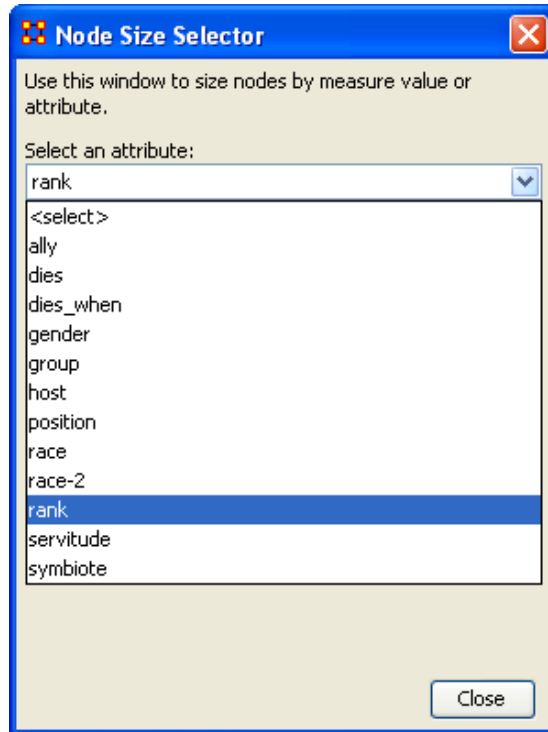 Node Size Selector
Use this window to size nodes by measure value or
attribute.
Select an attribute:
rank
<select>
ally
dies
dies_when
gender
group
host
position
race
race-2
rank
servitude
symbiote
Close